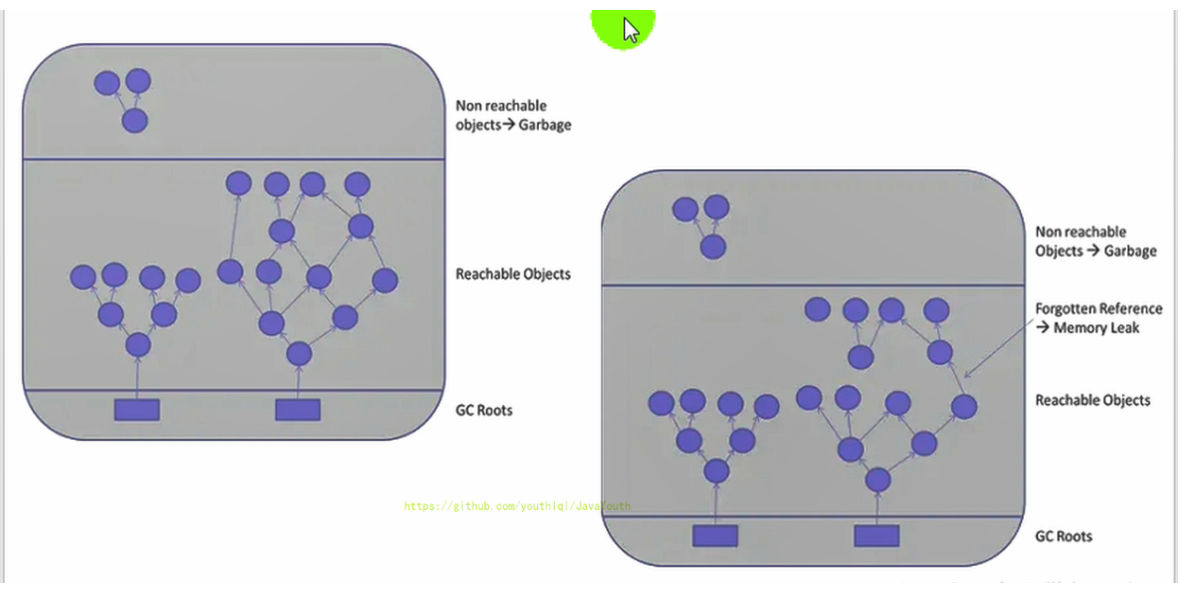 Non reachable
objects→ Garbage
Reachable Objects
GC Roots
Non reachable
Objects → Garbage
Forgotten Reference
→ Memory Leak
Reachable Objects
GC Roots
https://github.com/youthlql/JavaYouth